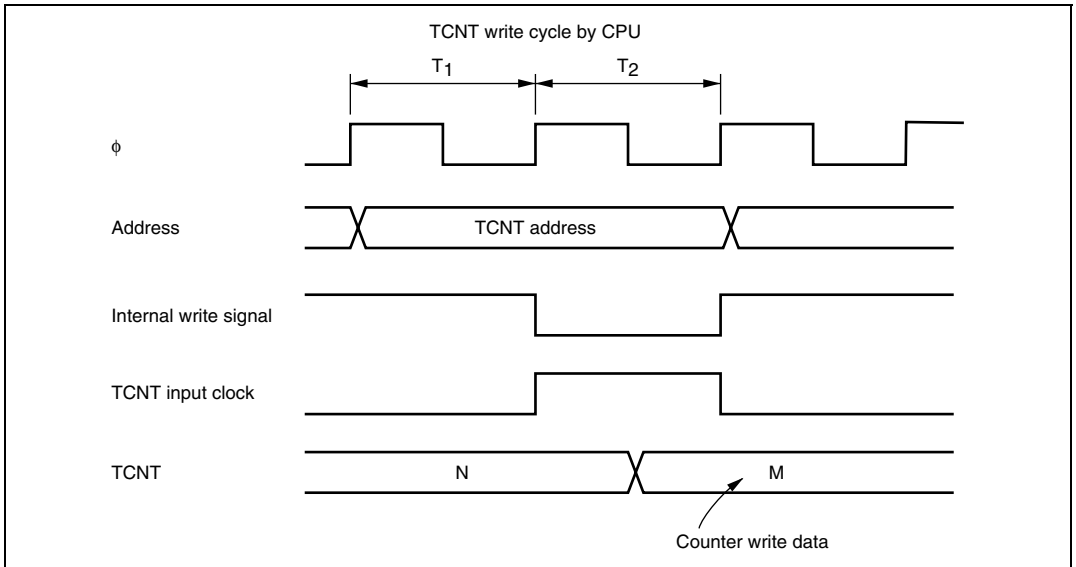 TCNT write cycle by CPU
T1 T2
ϕ
Address TCNT address
Internal write signal
TCNT input clock
TCNT N M
Counter write data